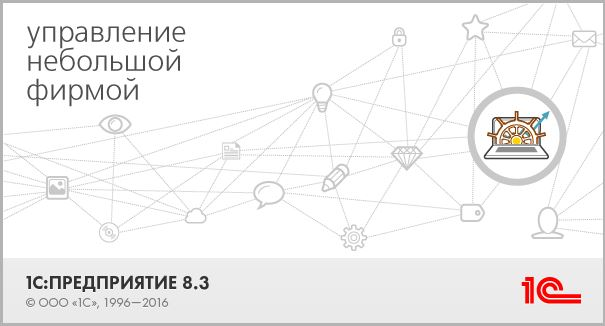 управление
небольшой
фирмой
1С:ПРЕДПРИЯТИЕ 8.3
© ООО «1С», 1996—2016
1С